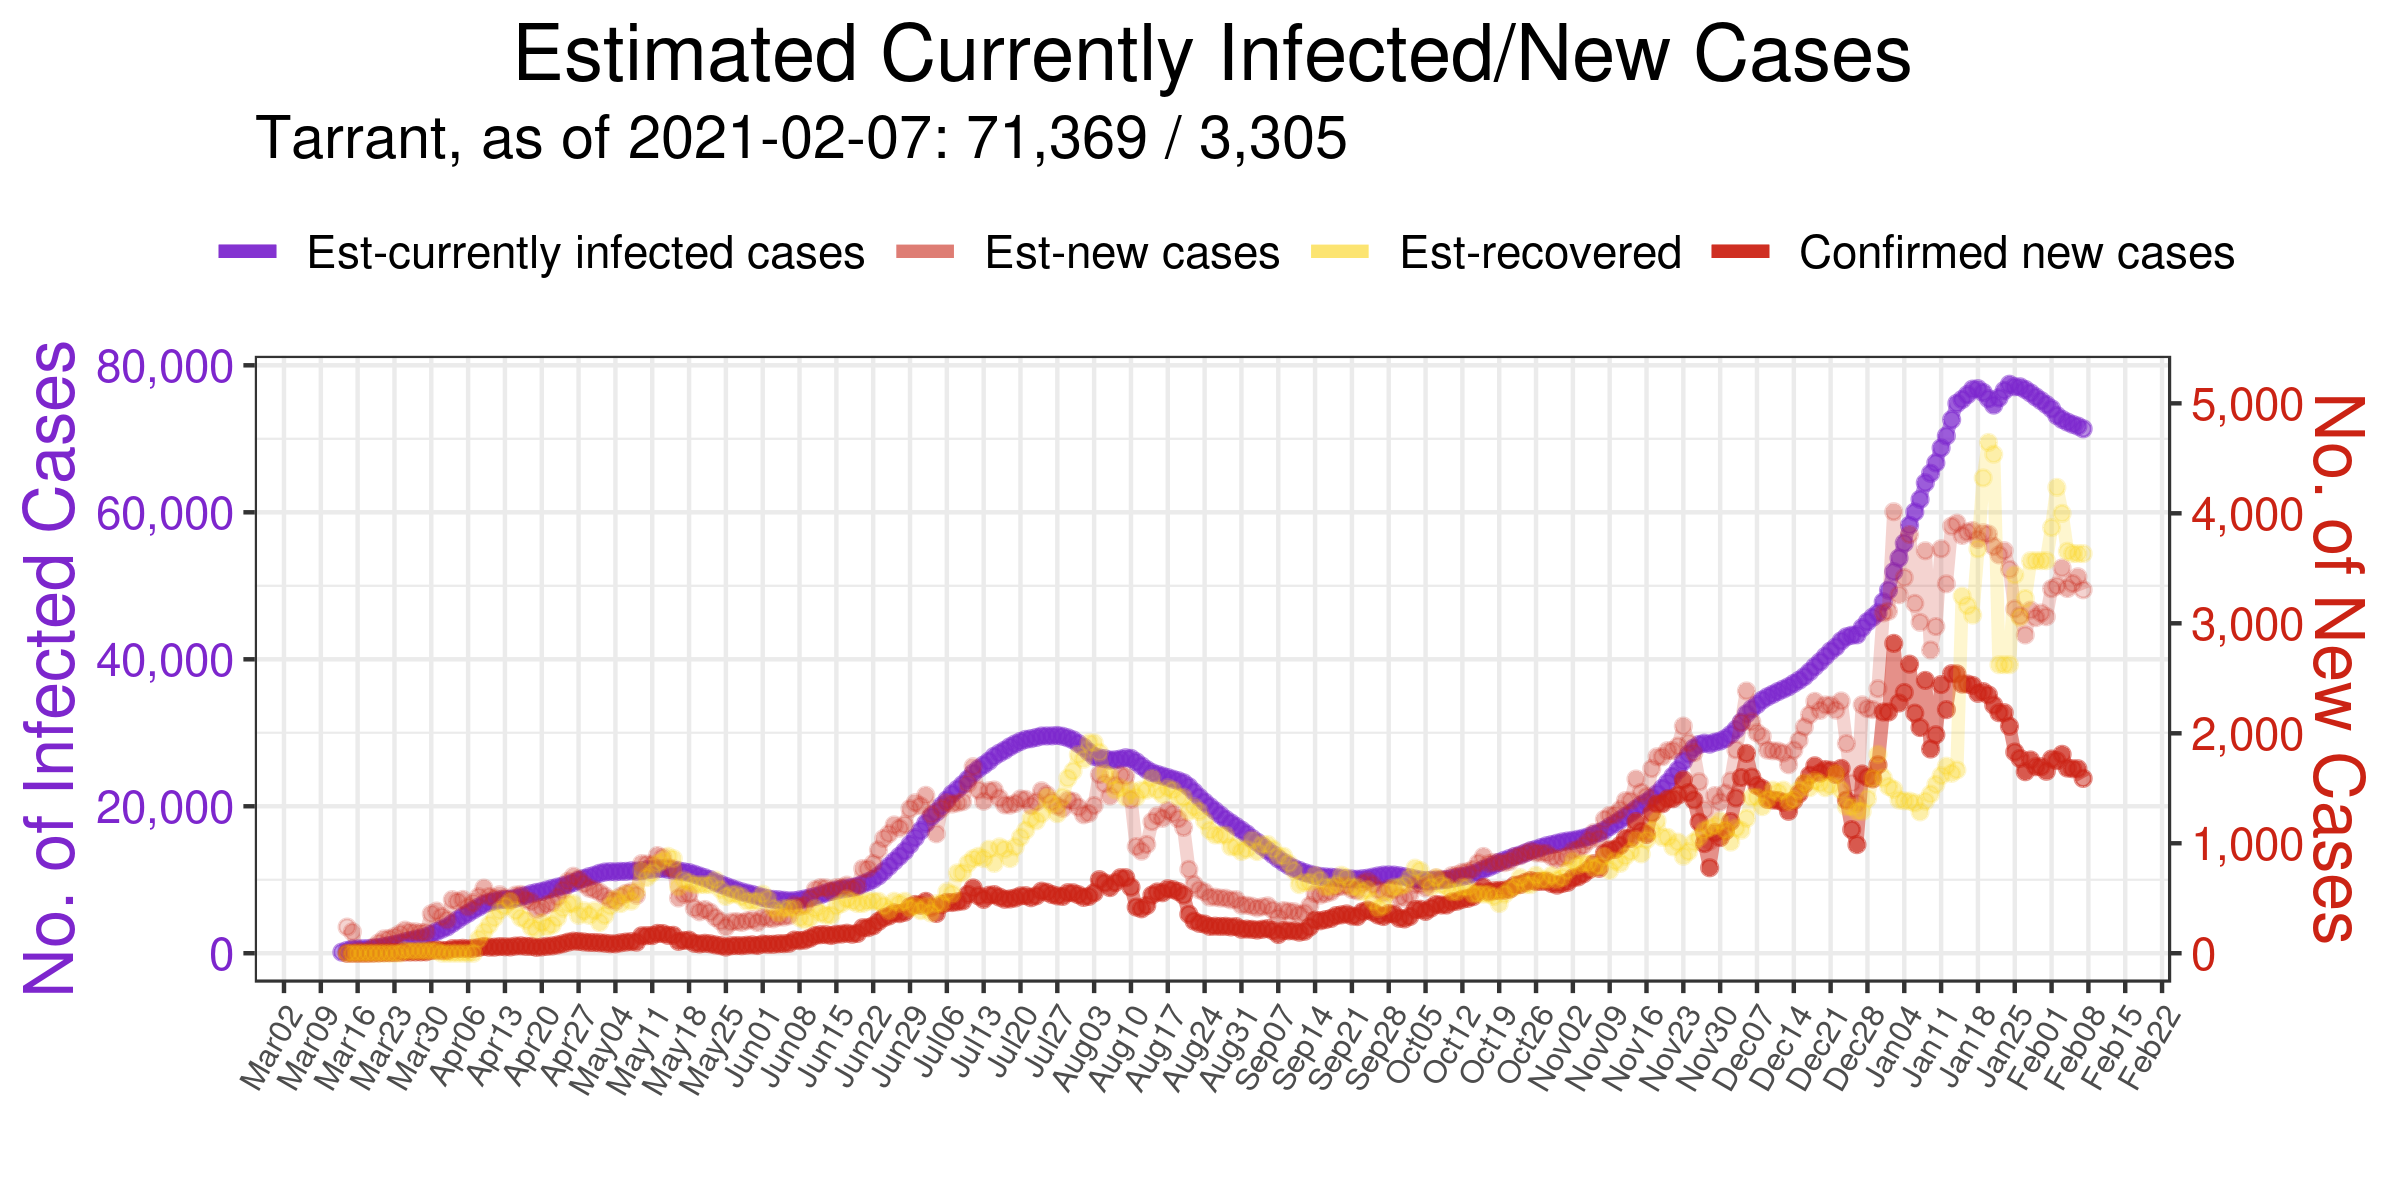 Estimated Currently Infected/New Cases
Tarrant, as of 2021-02-07: 71,369 / 3,305
Est-currently infected cases Est-new cases Est-recovered Confirmed new cases
No. of Infected Cases
80,000
60,000
40,000
20,000
0
5,000
4,000
3,000
2,000
1,000
0
No. of New Cases
Mar02 Mar09 Mar16 Mar23 Mar30 Apr06 Apr13 Apr20 Apr27 May04 May11 May18 May25 Jun01 Jun08 Jun15 Jun22 Jun29 Jul06 Jul13 Jul20 Jul27 Aug03 Aug10 Aug17 Aug24 Aug31 Sep07 Sep14 Sep21 Sep28 Oct05 Oct12 Oct19 Oct26 Nov02 Nov09 Nov16 Nov23 Nov30 Dec07 Dec14 Dec21 Dec28 Jan04 Jan11 Jan18 Jan25 Feb01 Feb08 Feb15 Feb22